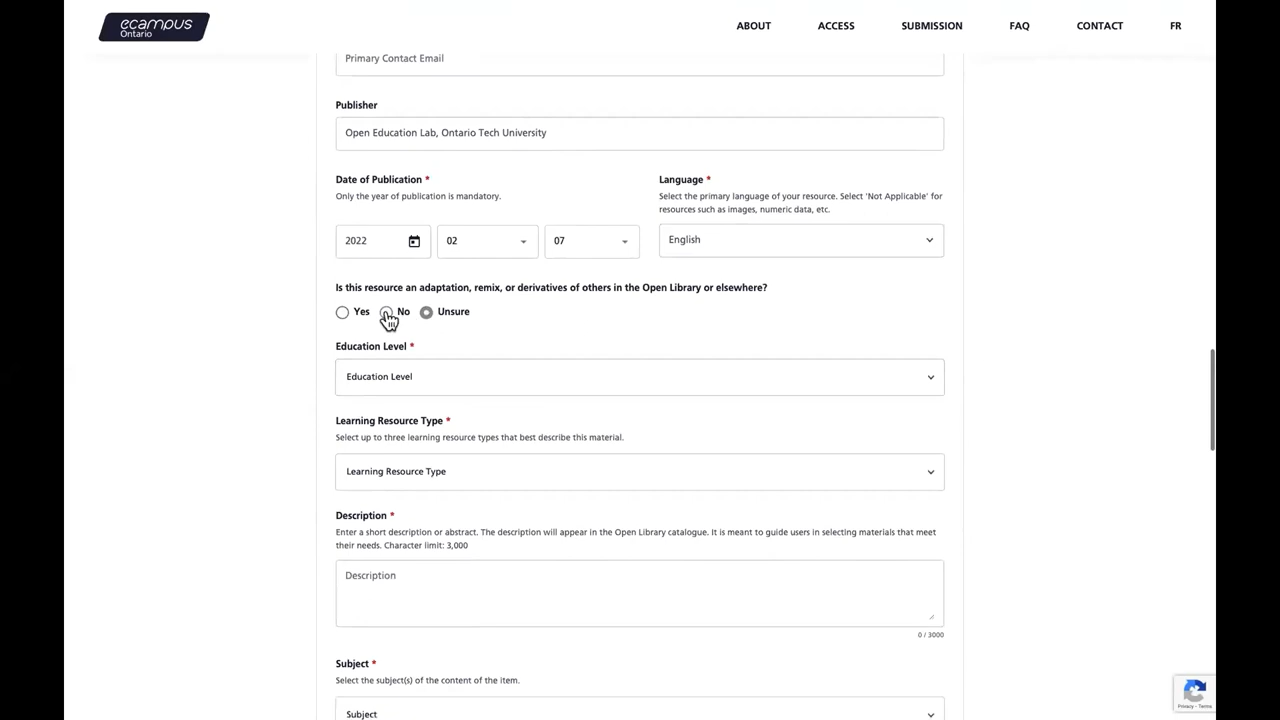 ecampus
Ontario
ABOUT
ACCESS
SUBMISSION
FAQ
CONTACT
FR
Primary Contact Email
Publisher
Open Education Lab, Ontario Tech University
Date of Publication *
Only the year of publication is mandatory.
2022
02
07
Language *
Select the primary language of your resource. Select 'Not Applicable' for
resources such as images, numeric data, etc.
English
Is this resource an adaptation, remix, or derivatives of others in the Open Library or elsewhere?
Yes
No
Unsure
Education Level *
Education Level
Learning Resource Type *
Select up to three learning resource types that best describe this material.
Learning Resource Type
Description *
Enter a short description or abstract. The description will appear in the Open Library catalogue. It is meant to guide users in selecting materials that meet
their needs. Character limit: 3,000
Description
0 / 3000
Subject *
Select the subject(s) of the content of the item.
Subject
Privacy - Terms